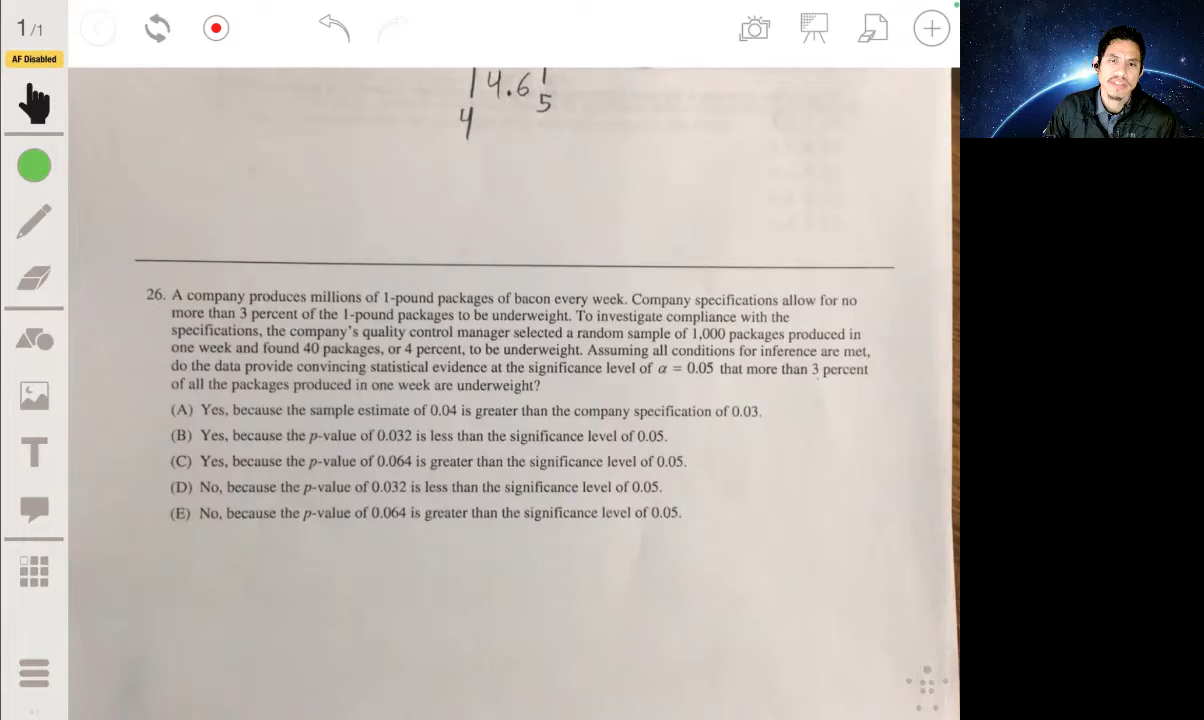 1/1
AF Disabled
14.61
5
4
26. A company produces millions of 1-pound packages of bacon every week. Company specifications allow for no
more than 3 percent of the 1-pound packages to be underweight. To investigate compliance with the
specifications, the company's quality control manager selected a random sample of 1,000 packages produced in
one week and found 40 packages, or 4 percent, to be underweight. Assuming all conditions for inference are met,
do the data provide convincing statistical evidence at the significance level of α = 0.05 that more than 3 percent
of all the packages produced in one week are underweight?
(A) Yes, because the sample estimate of 0.04 is greater than the company specification of 0.03.
(B) Yes, because the p-value of 0.032 is less than the significance level of 0.05.
(C) Yes, because the p-value of 0.064 is greater than the significance level of 0.05.
(D) No, because the p-value of 0.032 is less than the significance level of 0.05.
(E) No, because the p-value of 0.064 is greater than the significance level of 0.05.
T